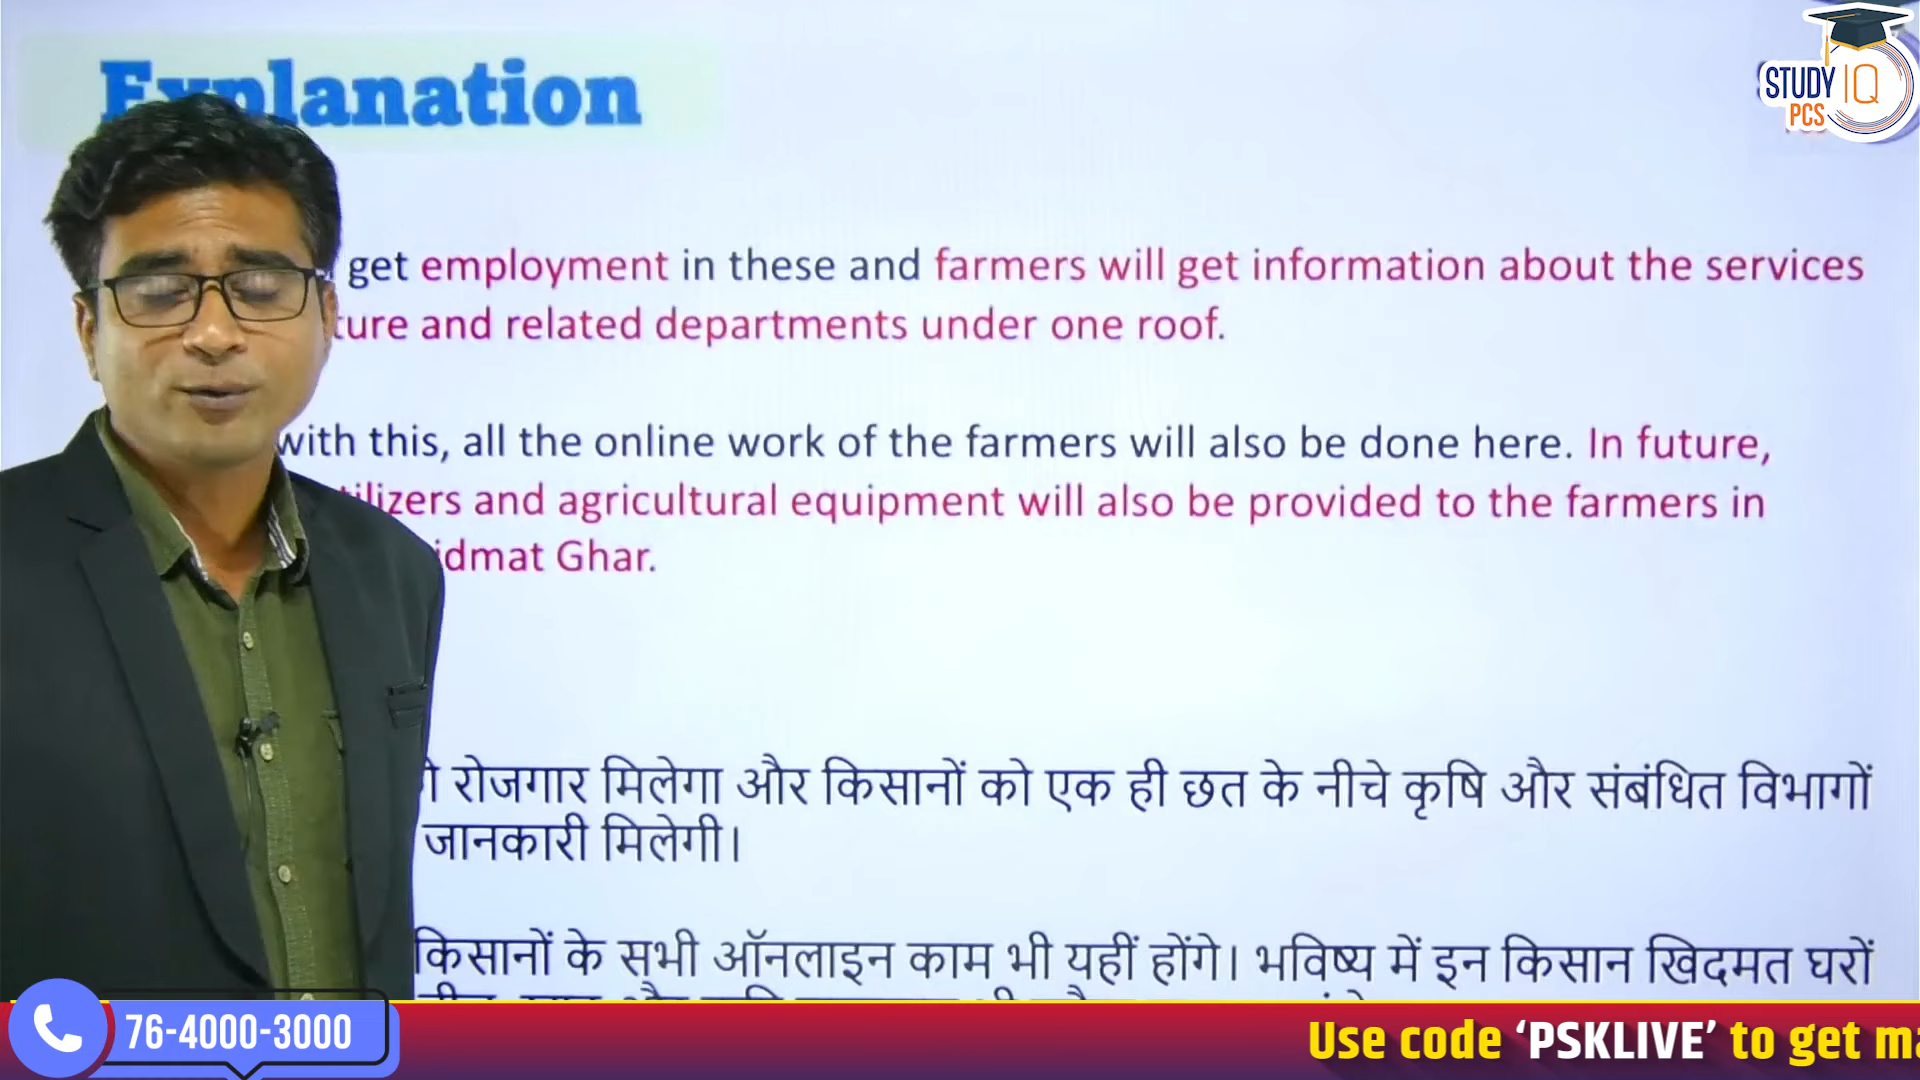 Explanation
STUDY IQ
PCS
get employment in these and farmers will get information about the services
ture and related departments under one roof.
with this, all the online work of the farmers will also be done here. In future,
tilizers and agricultural equipment will also be provided to the farmers in
idmat Ghar.
रोजगार मिलेगा और किसानों को एक ही छत के नीचे कृषि और संबंधित विभागों
जानकारी मिलेगी।
किसानों के सभी ऑनलाइन काम भी यहीं होंगे। भविष्य में इन किसान खिदमत घरों
76-4000-3000
Use code ‘PSKLIVE’ to get ma